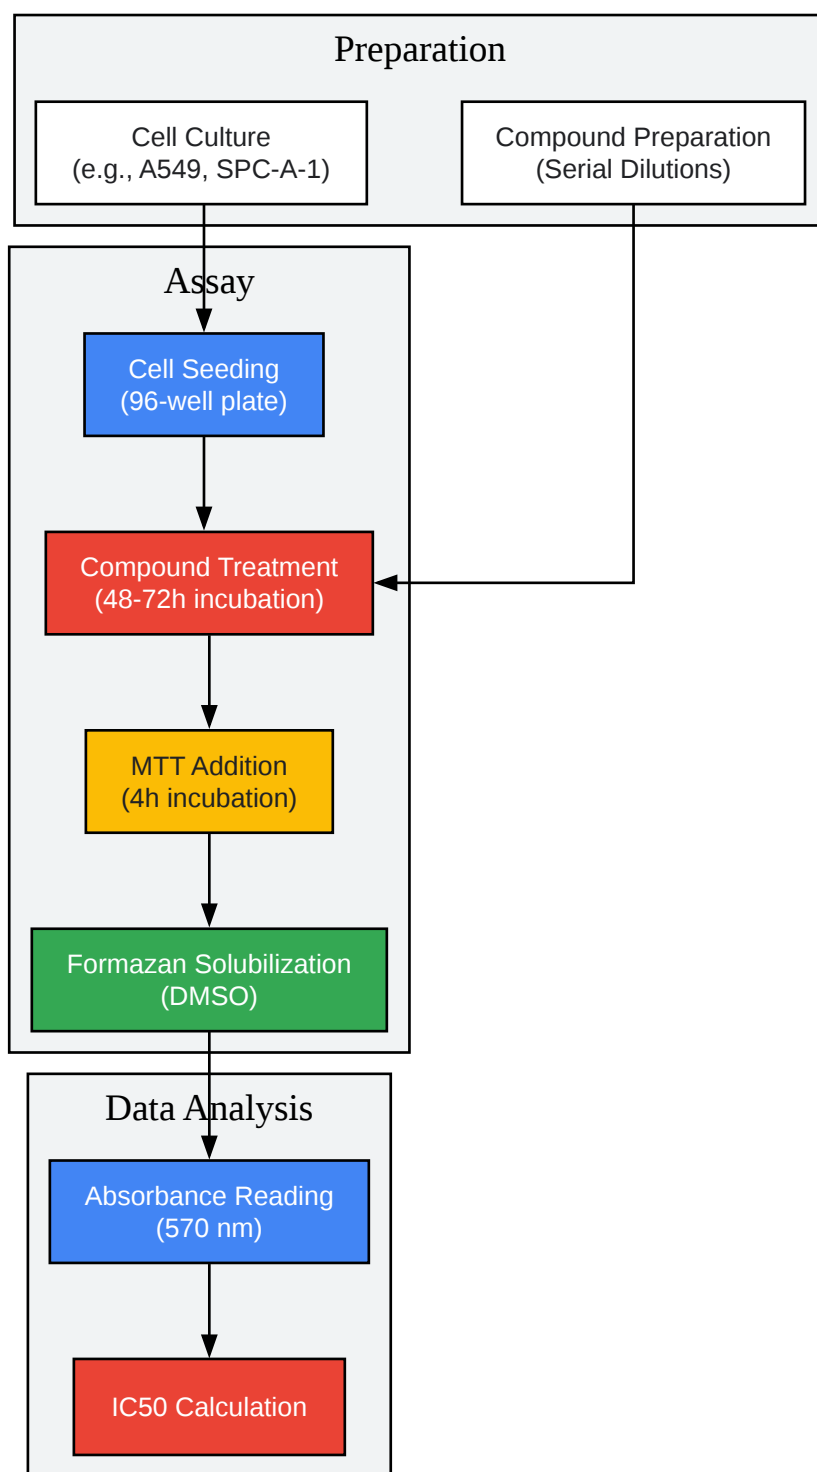 Preparation
Cell Culture
(e.g., A549, SPC-A-1)
Compound Preparation
(Serial Dilutions)
Assay
Cell Seeding
(96-well plate)
Compound Treatment
(48-72h incubation)
MTT Addition
(4h incubation)
Formazan Solubilization
(DMSO)
Data Analysis
Absorbance Reading
(570 nm)
IC50 Calculation